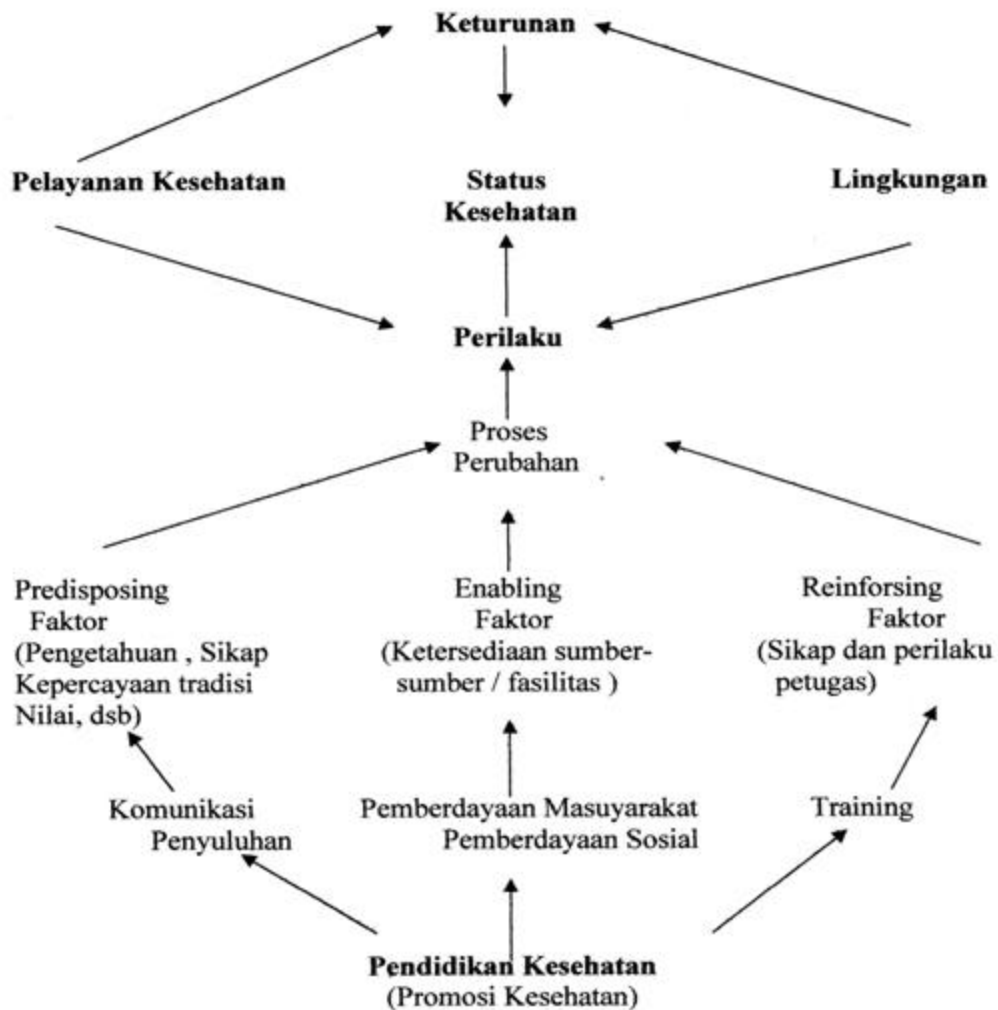 Keturunan
Pelayanan Kesehatan
Status
Kesehatan
Lingkungan
Perilaku
Proses
Perubahan
Predisposing
Faktor
(Pengetahuan , Sikap
Kepercayaan tradisi
Nilai, dsb)
Enabling
Faktor
(Ketersediaan sumber-
sumber / fasilitas )
Reinforsing
Faktor
(Sikap dan perilaku
petugas)
Komunikasi
Penyuluhan
Pemberdayaan Masuyarakat
Pemberdayaan Sosial
Training
Pendidikan Kesehatan
(Promosi Kesehatan)